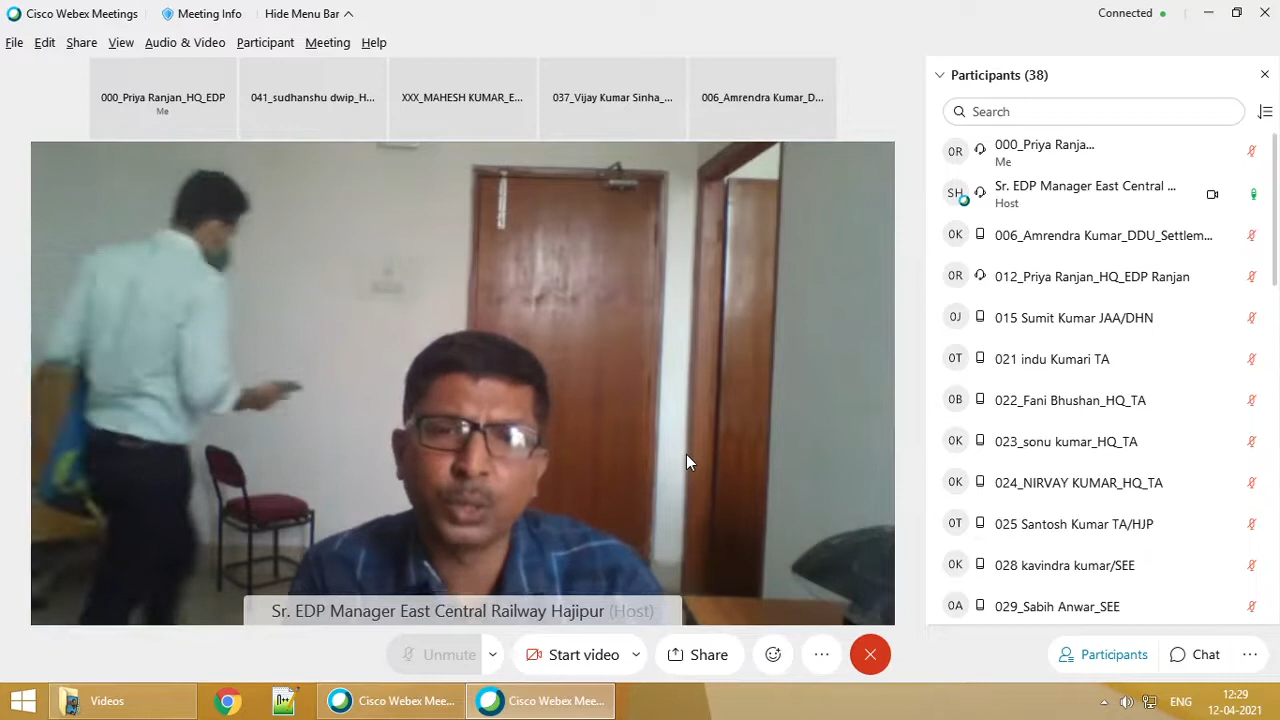 Cisco Webex Meetings
Meeting Info
Hide Menu Bar
Connected
File Edit Share View Audio & Video Participant Meeting Help
000_Priya Ranjan_HQ_EDP
Me
041_sudhanshu dwip_H...
XXX_MAHESH KUMAR_E...
037_Vijay Kumar Sinha_...
006_Amrendra Kumar_D...
Sr. EDP Manager East Central Railway Hajipur (Host)
Unmute
Start video
Share
Participants (38)
Search
0R 000_Priya Ranja...
Me
SH Sr. EDP Manager East Central ...
Host
0K 006_Amrendra Kumar_DDU_Settlem...
0R 012_Priya Ranjan_HQ_EDP Ranjan
0J 015 Sumit Kumar JAA/DHN
0T 021 indu Kumari TA
0B 022_Fani Bhushan_HQ_TA
0K 023_sonu kumar_HQ_TA
0K 024_NIRVAY KUMAR_HQ_TA
0T 025 Santosh Kumar TA/HJP
0K 028 kavindra kumar/SEE
0A 029_Sabih Anwar_SEE
Participants
Chat
Videos
Cisco Webex Mee...
Cisco Webex Mee...
ENG
12:29
12-04-2021